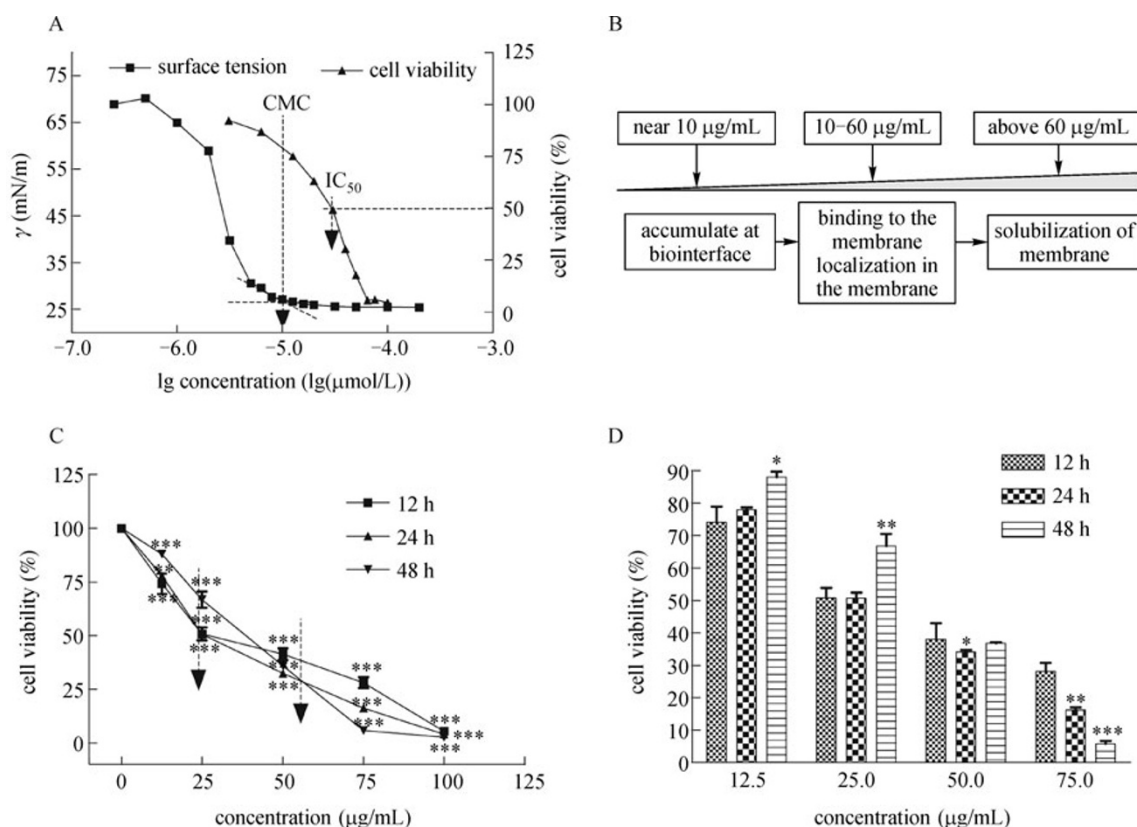 A
surface tension
cell viability
CMC
IC50
75
65
55
45
35
25
γ (mN/m)
125
100
75
50
25
0
cell viability (%)
−7.0
−6.0
−5.0
−4.0
−3.0
lg concentration (lg(μmol/L))
B
near 10 μg/mL
10−60 μg/mL
above 60 μg/mL
accumulate at
biointerface
binding to the
membrane
localization in
the membrane
solubilization of
membrane
C
125
100
75
50
25
0
cell viability (%)
12 h
24 h
48 h
***
**
***
***
***
***
***
***
***
***
***
***
***
***
***
0
25
50
75
100
125
concentration (μg/mL)
D
90
80
70
60
50
40
30
20
10
0
cell viability (%)
12 h
24 h
48 h
*
**
*
**
***
12.5
25.0
50.0
75.0
concentration (μg/mL)